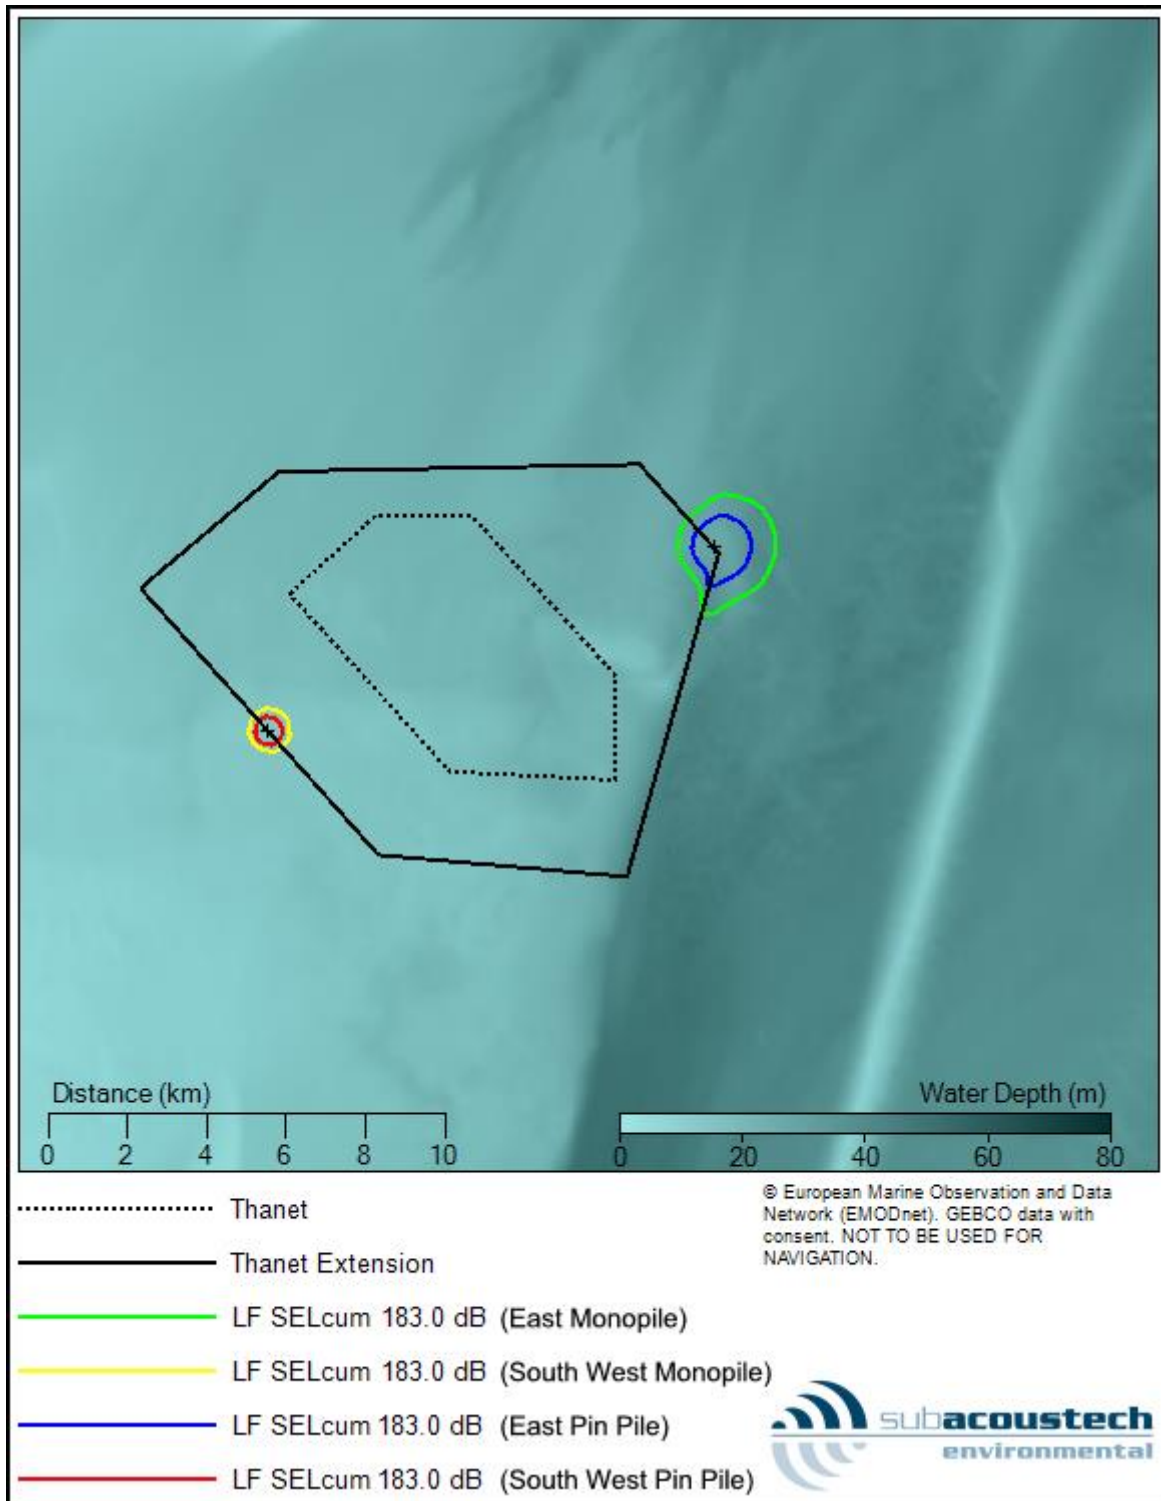 Distance (km)
0 2 4 6 8 10
Water Depth (m)
0 20 40 60 80
© European Marine Observation and Data
Network (EMODnet). GEBCO data with
consent. NOT TO BE USED FOR
NAVIGATION.
Thanet
Thanet Extension
LF SELcum 183.0 dB (East Monopile)
LF SELcum 183.0 dB (South West Monopile)
LF SELcum 183.0 dB (East Pin Pile)
LF SELcum 183.0 dB (South West Pin Pile)
subacoustech
environmental